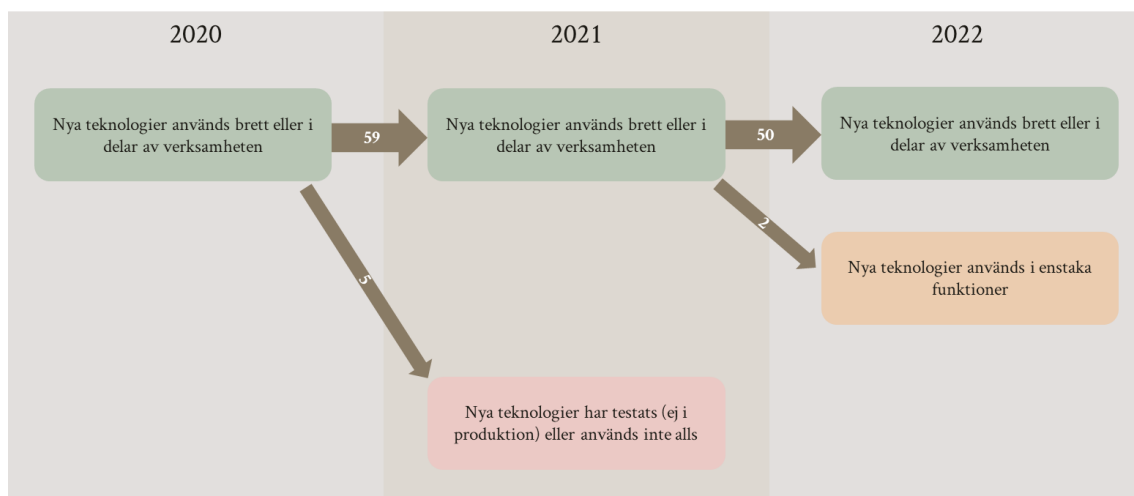 2020
2021
2022
Nya teknologier används brett eller i
delar av verksamheten
59
Nya teknologier används brett eller i
delar av verksamheten
50
Nya teknologier används brett eller i
delar av verksamheten
5
2
Nya teknologier används i enstaka
funktioner
Nya teknologier har testats (ej i
produktion) eller används inte alls